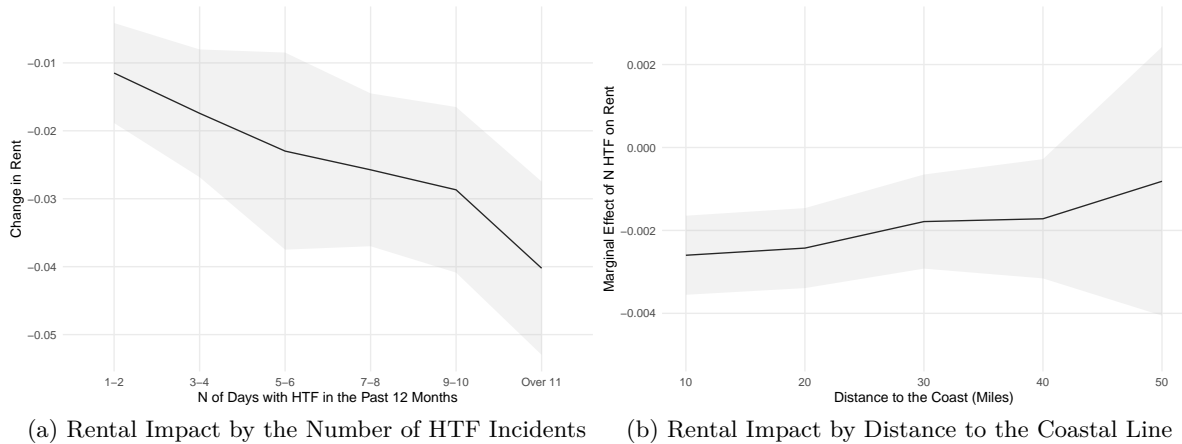 Change in Rent
−0.01
−0.02
−0.03
−0.04
−0.05
1−2 3−4 5−6 7−8 9−10 Over 11
N of Days with HTF in the Past 12 Months
(a) Rental Impact by the Number of HTF Incidents
Marginal Effect of N HTF on Rent
0.002
0.000
−0.002
−0.004
10 20 30 40 50
Distance to the Coast (Miles)
(b) Rental Impact by Distance to the Coastal Line